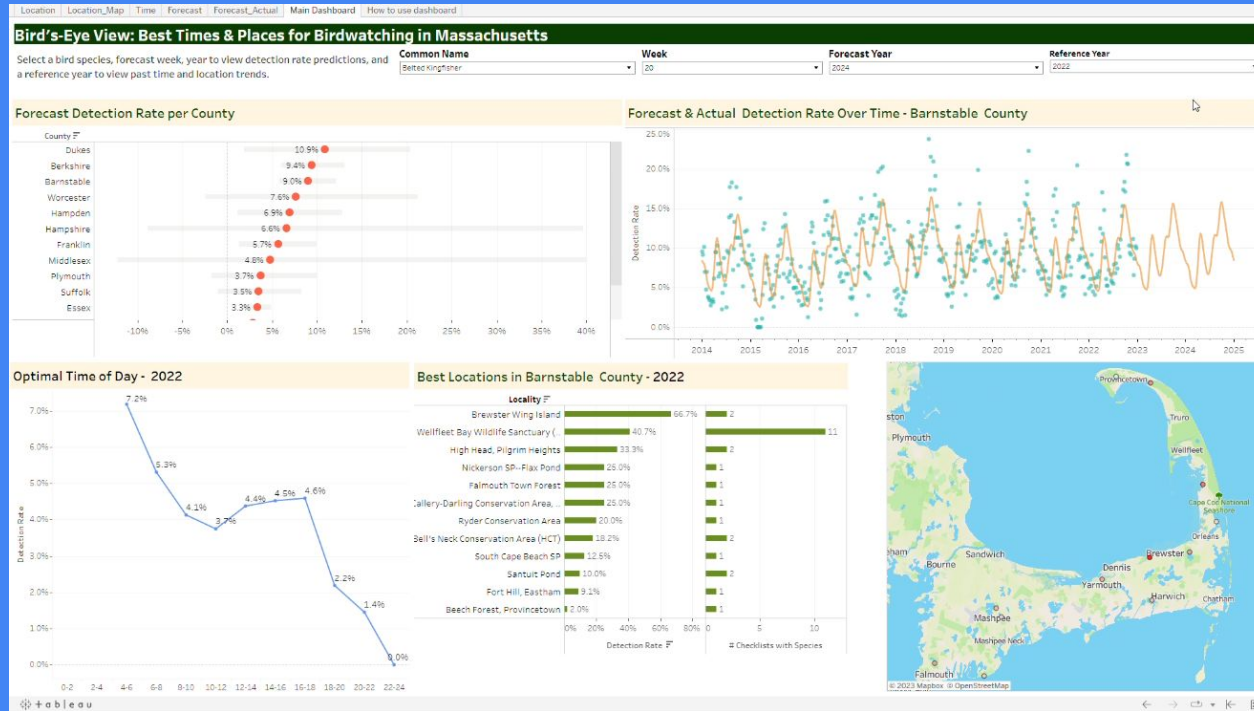 Location Location_Map Time Forecast Forecast_Actual Main Dashboard How to use dashboard
Bird's-Eye View: Best Times & Places for Birdwatching in Massachusetts
Select a bird species, forecast week, year to view detection rate predictions, and
a reference year to view past time and location trends.
Common Name Week Forecast Year Reference Year
Belted Kingfisher 20 2024 2022
Forecast Detection Rate per County
County
Dukes 10.9%
Berkshire 9.4%
Barnstable 9.0%
Worcester 7.6%
Hampden 6.9%
Hampshire 6.6%
Franklin 5.7%
Middlesex 4.8%
Plymouth 3.7%
Suffolk 3.5%
Essex 3.3%
-10% -5% 0% 5% 10% 15% 20% 25% 30% 35% 40%
Forecast & Actual Detection Rate Over Time - Barnstable County
25.0%
20.0%
15.0%
10.0%
5.0%
0.0%
Detection Rate
2014 2015 2016 2017 2018 2019 2020 2021 2022 2023 2024 2025
Optimal Time of Day - 2022
7.0%
6.0%
5.0%
4.0%
3.0%
2.0%
1.0%
0.0%
Detection Rate
7.2%
5.3%
4.1%
3.7%
4.4%
4.5%
4.6%
2.2%
1.4%
0.0%
0-2 2-4 4-6 6-8 8-10 10-12 12-14 14-16 16-18 18-20 20-22 22-24
Best Locations in Barnstable County - 2022
Locality
Brewster Wing Island 66.7% 2
Wellfleet Bay Wildlife Sanctuary (.. 40.7% 11
High Head, Pilgrim Heights 33.3% 2
Nickerson SP--Flax Pond 25.0% 1
Falmouth Town Forest 25.0% 1
Callery-Darling Conservation Area, .. 25.0% 1
Ryder Conservation Area 20.0% 1
Bell's Neck Conservation Area (HCT) 18.2% 2
South Cape Beach SP 12.5% 1
Santuit Pond 10.0% 2
Fort Hill, Eastham 9.1% 1
Beech Forest, Provincetown 2.0% 1
0% 20% 40% 60% 80% 0 5 10
Detection Rate # Checklists with Species
Provincetown
Truro
ston
Plymouth
Wellfleet
Cape Cod National
Seashore
Orleans
ham
Sandwich
Brewster
Bourne
Dennis
Yarmouth
Harwich
Chatham
Mashpee
Mashpee Neck
Falmouth
© 2023 Mapbox © OpenStreetMap
+ableau